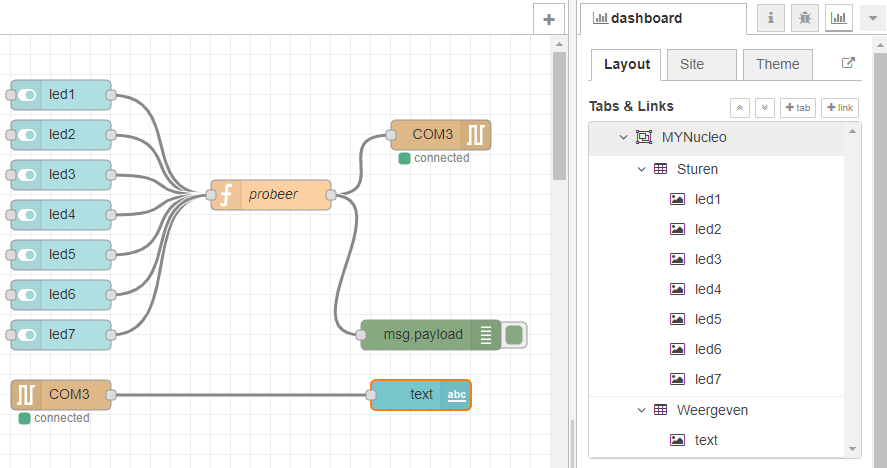 +
led1
led2
led3
led4
led5
led6
led7
probeer
COM3
connected
msg.payload
COM3
connected
text
abc
dashboard
i
Layout
Site
Theme
Tabs & Links
+ tab
+ link
MYNucleo
Sturen
led1
led2
led3
led4
led5
led6
led7
Weergeven
text